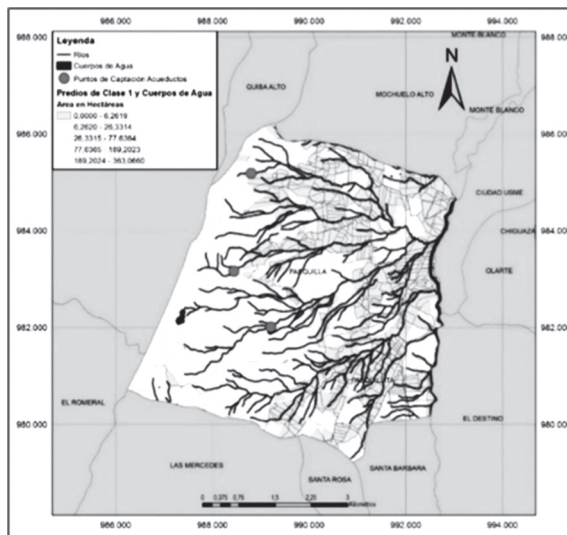 986.000 988.000 990.000 992.000 994.000
988.000 988.000
Leyenda
Ríos
Cuerpos de Agua
Puntos de Captación Acueductos
Predios de Clase 1 y Cuerpos de Agua
Area en Hectáreas
0,0000 - 6,2619
6,2620 - 26,3314
26,3315 - 77,6364
77,6365 - 189,2023
189,2024 - 363,0660
MONTE BLANCO
N
QUIBA ALTO
MOCHUELO ALTO
MONTE BLANCO
986.000 986.000
CIUDAD USME
984.000 984.000
CHIGUAZA
OLARTE
PASQUILLA
982.000 982.000
PASQUILLITA
EL ROMERAL
980.000 980.000
EL DESTINO
LAS MERCEDES
SANTA BARBARA
SANTA ROSA
0 0,375 0,75 1,5 2,25 3
Kilometros
986.000 988.000 990.000 992.000 994.000